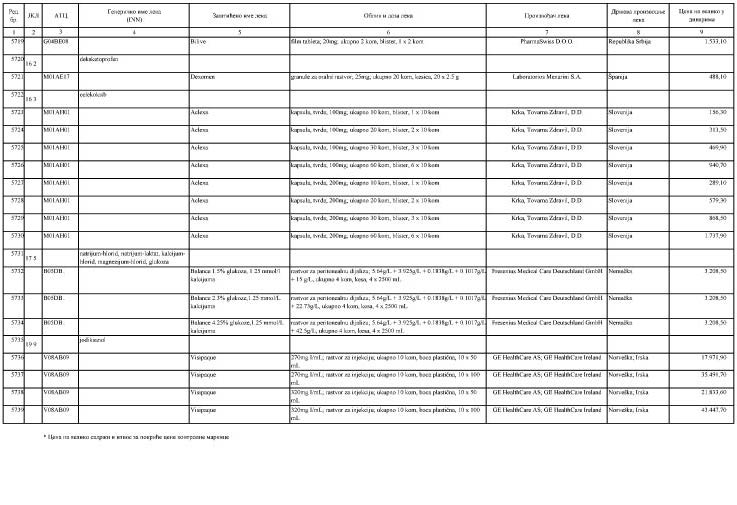 Ред. бр. ЈКЛ АТЦ Генеричко име лека (INN) Заштићено име лека Облик и доза лека Произвођач лека Држава производње лека Цена на велико у динарима
1 2 3 4 5 6 7 8 9
5719 G04BE08 Bilive film tableta; 20mg; ukupno 2 kom, blister, 1 x 2 kom PharmaSwiss D.O.O. Republika Srbija 1.533,10
5720 16 2 deksketoprofen
5721 M01AE17 Dexomen granule za oralni rastvor; 25mg; ukupno 20 kom, kesica, 20 x 2.5 g Laboratorios Menarini S.A. Španija 488,10
5722 16 3 celekoksib
5723 M01AH01 Aclexa kapsula, tvrda; 100mg; ukupno 10 kom, blister, 1 x 10 kom Krka, Tovarna Zdravil, D.D. Slovenija 156,30
5724 M01AH01 Aclexa kapsula, tvrda; 100mg; ukupno 20 kom, blister, 2 x 10 kom Krka, Tovarna Zdravil, D.D. Slovenija 313,50
5725 M01AH01 Aclexa kapsula, tvrda; 100mg; ukupno 30 kom, blister, 3 x 10 kom Krka, Tovarna Zdravil, D.D. Slovenija 469,90
5726 M01AH01 Aclexa kapsula, tvrda; 100mg; ukupno 60 kom, blister, 6 x 10 kom Krka, Tovarna Zdravil, D.D. Slovenija 940,70
5727 M01AH01 Aclexa kapsula, tvrda; 200mg; ukupno 10 kom, blister, 1 x 10 kom Krka, Tovarna Zdravil, D.D. Slovenija 289,10
5728 M01AH01 Aclexa kapsula, tvrda; 200mg; ukupno 20 kom, blister, 2 x 10 kom Krka, Tovarna Zdravil, D.D. Slovenija 579,30
5729 M01AH01 Aclexa kapsula, tvrda; 200mg; ukupno 30 kom, blister, 3 x 10 kom Krka, Tovarna Zdravil, D.D. Slovenija 868,50
5730 M01AH01 Aclexa kapsula, tvrda; 200mg; ukupno 60 kom, blister, 6 x 10 kom Krka, Tovarna Zdravil, D.D. Slovenija 1.737,90
5731 17 5 natrijum-hlorid, natrijum-laktat, kalcijum-
hlorid, magnezijum-hlorid, glukoza
5732 B05DB.. Balance 1.5% glukoze, 1.25 mmol/l rastvor za peritonealnu dijalizu; 5.64g/L + 3.925g/L + 0.1838g/L + 0.1017g/L Fresenius Medical Care Deutschland GmbH Nemačka 3.208,50
kalcijuma + 15 g/L, ukupno 4 kom, kesa, 4 x 2500 mL
5733 B05DB.. Balance 2.3% glukoze,1.25 mmol/L rastvor za peritonealnu dijalizu; 5.64g/L + 3.925g/L + 0.1838g/L + 0.1017g/L Fresenius Medical Care Deutschland GmbH Nemačka 3.208,50
kalcijuma + 22.73g/L, ukupno 4 kom, kesa, 4 x 2500 mL
5734 B05DB.. Balance 4.25% glukoze,1.25 mmol/L rastvor za peritonealnu dijalizu; 5.64g/L + 3.925g/L + 0.1838g/L + 0.1017g/L Fresenius Medical Care Deutschland GmbH Nemačka 3.208,50
kalcijuma + 42.5g/L, ukupno 4 kom, kesa, 4 x 2500 mL
5735 19 9 jodiksanol
5736 V08AB09 Visipaque 270mg I/mL; rastvor za injekciju; ukupno 10 kom, boca plastična, 10 x 50 GE HealthCare AS; GE HealthCare Ireland Norveška; Irska 17.971,90
mL
5737 V08AB09 Visipaque 270mg I/mL; rastvor za injekciju; ukupno 10 kom, boca plastična, 10 x 100 GE HealthCare AS; GE HealthCare Ireland Norveška; Irska 35.491,70
mL
5738 V08AB09 Visipaque 320mg I/mL; rastvor za injekciju; ukupno 10 kom, boca plastična, 10 x 50 GE HealthCare AS; GE HealthCare Ireland Norveška; Irska 21.833,60
mL
5739 V08AB09 Visipaque 320mg I/mL; rastvor za injekciju; ukupno 10 kom, boca plastična, 10 x 100 GE HealthCare AS; GE HealthCare Ireland Norveška; Irska 43.447,70
mL
* Цена на велико садржи и износ за покриће цене контролне маркице